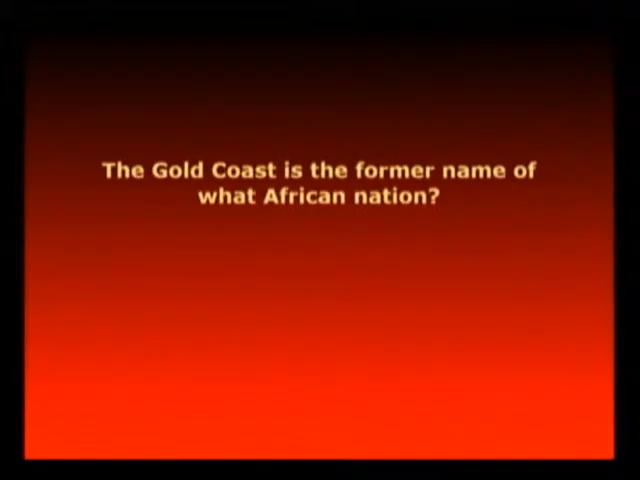 The Gold Coast is the former name of
what African nation?